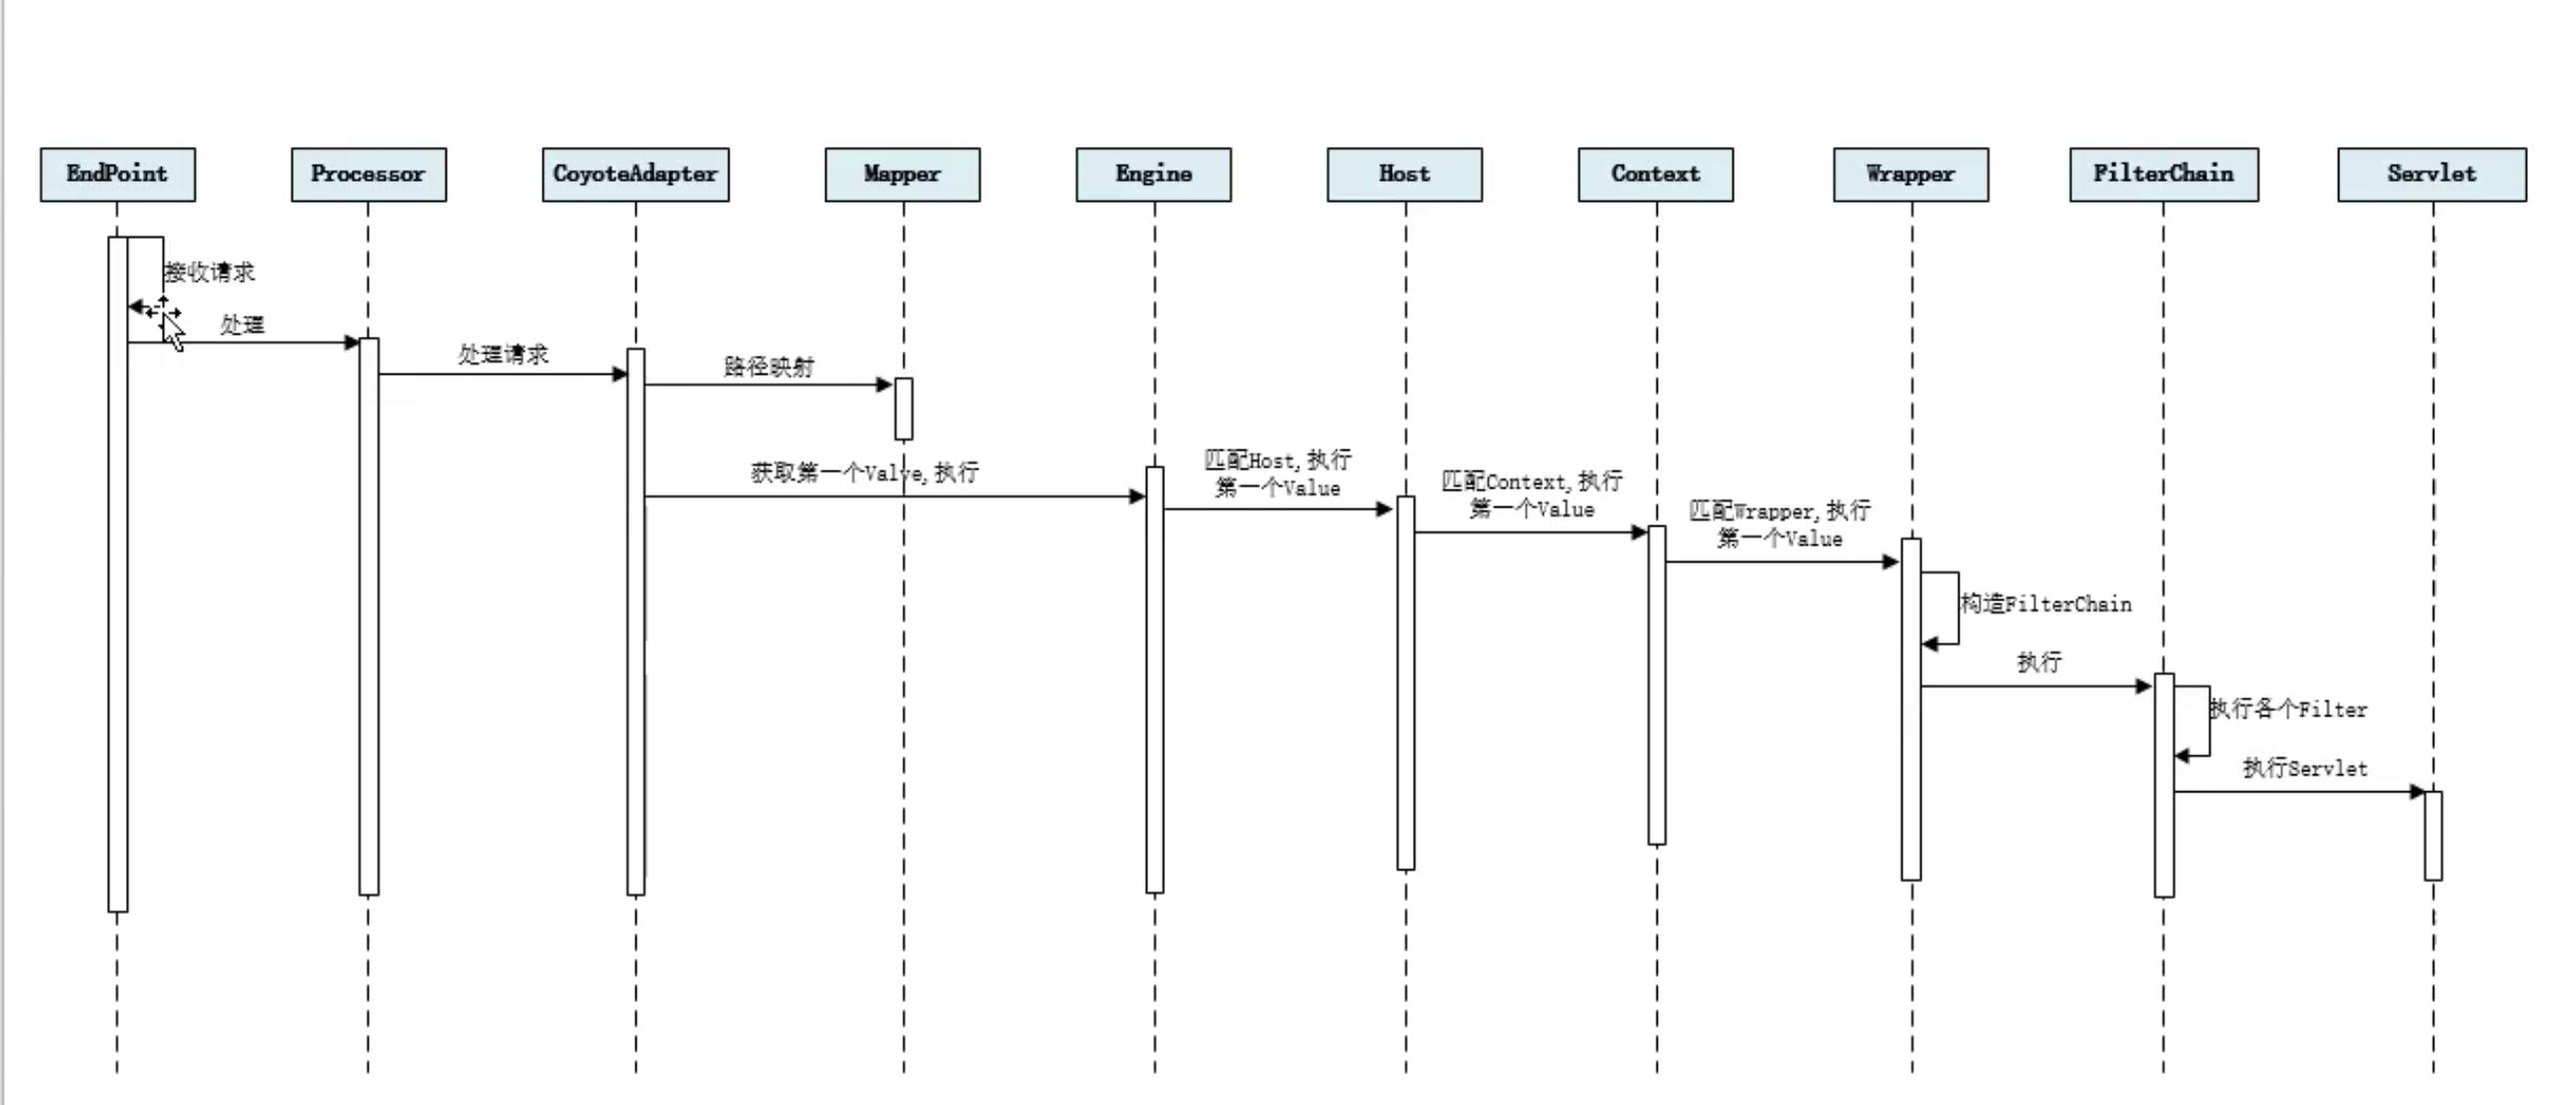 EndPoint
Processor
CoyoteAdapter
Mapper
Engine
Host
Context
Wrapper
FilterChain
Servlet
接收请求
处理
处理请求
路径映射
获取第一个Valve,执行
匹配Host,执行
第一个Value
匹配Context,执行
第一个Value
匹配Wrapper,执行
第一个Value
构造FilterChain
执行
执行各个Filter
执行Servlet